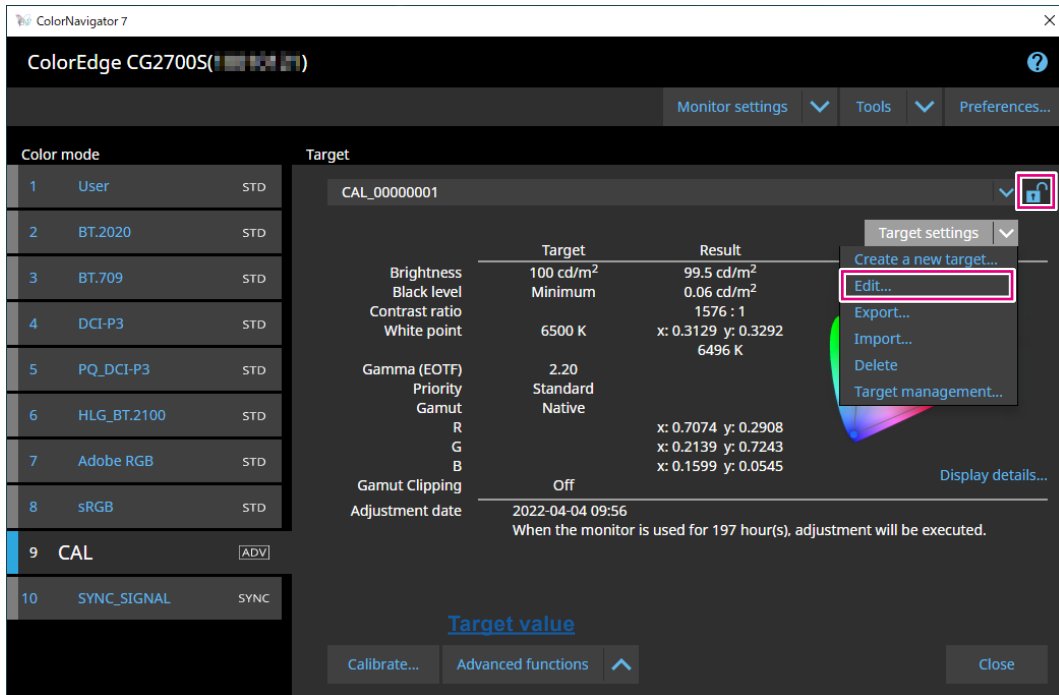 ColorNavigator 7
ColorEdge CG2700S( )
Monitor settings Tools Preferences...
Color mode
1 User STD
2 BT.2020 STD
3 BT.709 STD
4 DCI-P3 STD
5 PQ_DCI-P3 STD
6 HLG_BT.2100 STD
7 Adobe RGB STD
8 sRGB STD
9 CAL ADV
10 SYNC_SIGNAL SYNC
Target
CAL_00000001
Target settings
Create a new target...
Edit...
Export...
Import...
Delete
Target management...
Target Result
Brightness 100 cd/m² 99.5 cd/m²
Black level Minimum 0.06 cd/m²
Contrast ratio 1576 : 1
White point 6500 K x: 0.3129 y: 0.3292
6496 K
Gamma (EOTF) 2.20
Priority Standard
Gamut Native
R x: 0.7074 y: 0.2908
G x: 0.2139 y: 0.7243
B x: 0.1599 y: 0.0545
Gamut Clipping Off
Display details...
Adjustment date 2022-04-04 09:56
When the monitor is used for 197 hour(s), adjustment will be executed.
Target value
Calibrate... Advanced functions Close